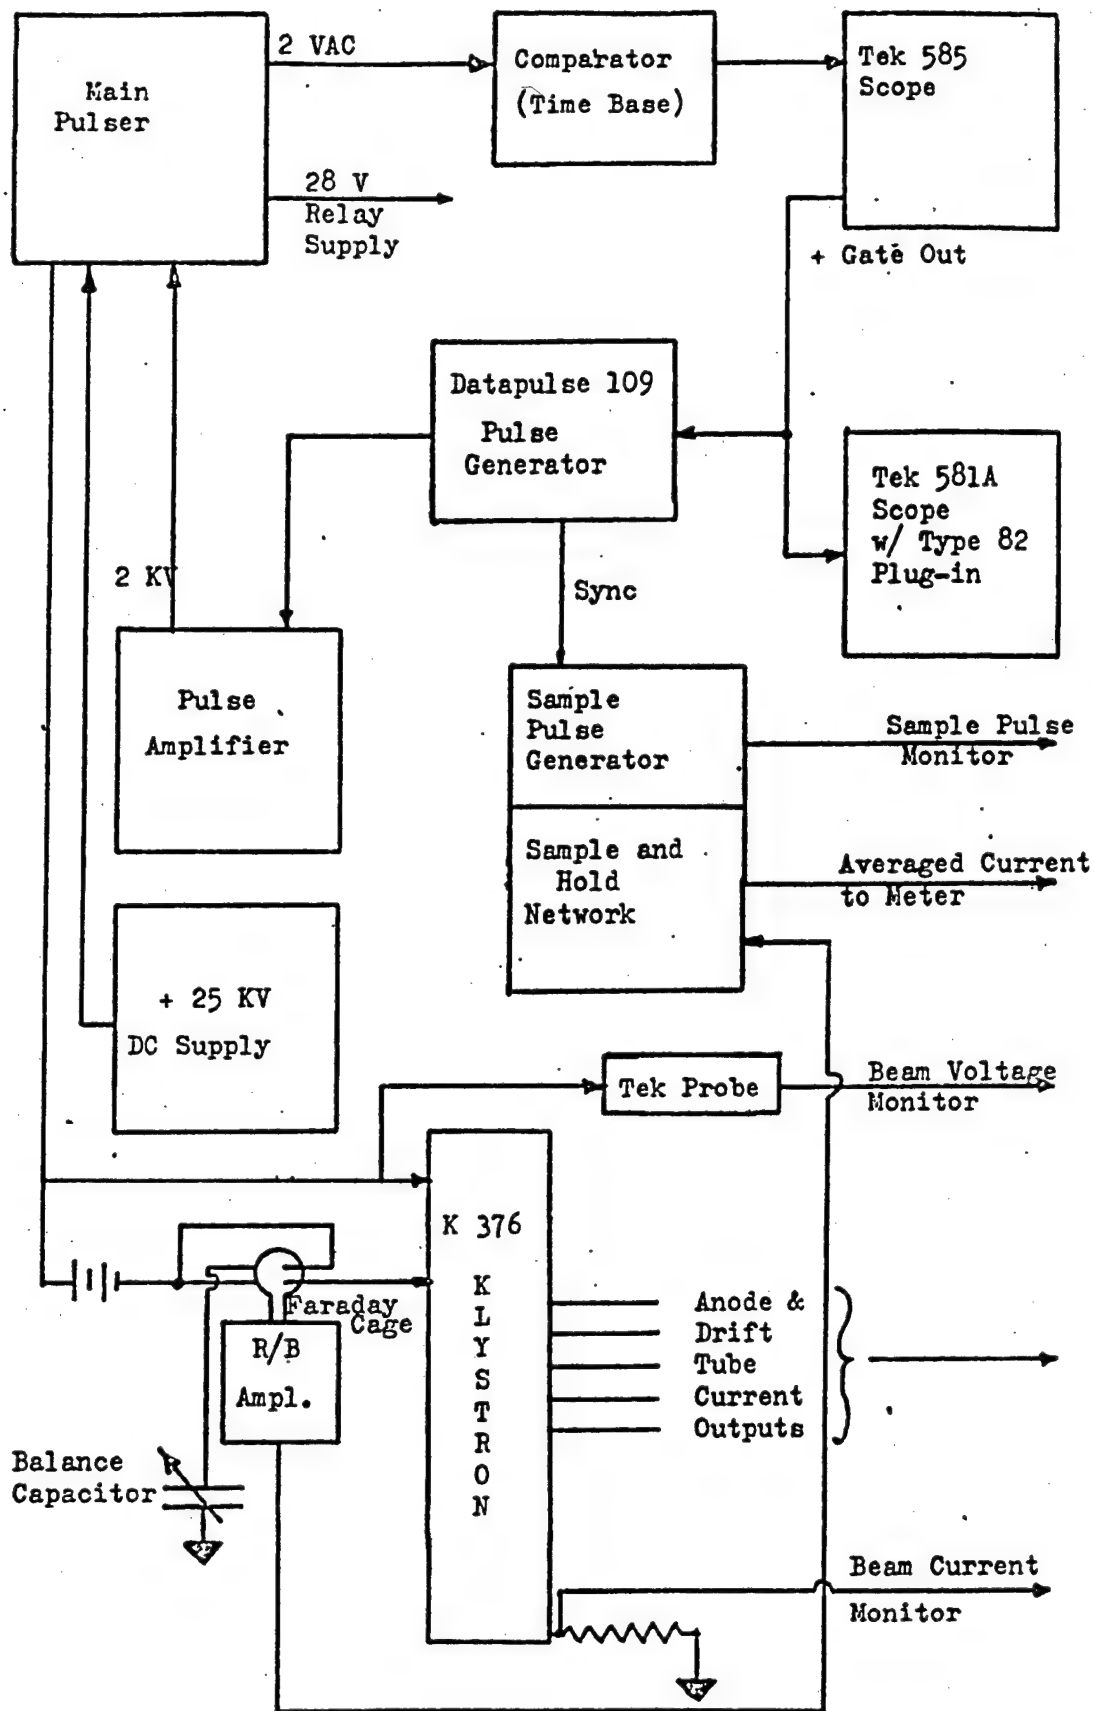 2 VAC
Main
Pulser
28 V
Relay
Supply
Comparator
(Time Base)
Tek 585
Scope
+ Gate Out
Datapulse 109
Pulse
Generator
Tek 581A
Scope
w/ Type 82
Plug-in
2 KV
Sync
Pulse
Amplifier
Sample
Pulse
Generator
Sample Pulse
Monitor
Sample and
Hold
Network
Averaged Current
to Meter
+ 25 KV
DC Supply
Tek Probe
Beam Voltage
Monitor
K 376
KLYSTRON
Faraday
Cage
R/B
Ampl.
Anode &
Drift
Tube
Current
Outputs
Balance
Capacitor
Beam Current
Monitor